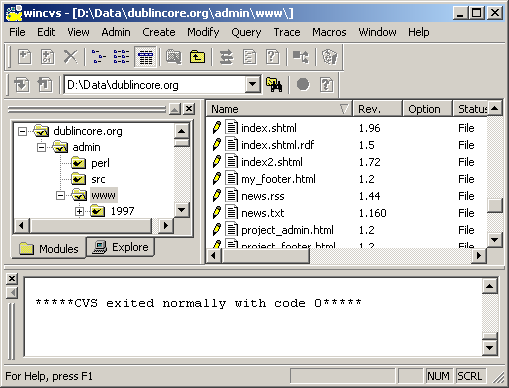 wincvs - [D:\Data\dublincore.org\admin\www\]
File Edit View Admin Create Modify Query Trace Macros Window Help
D:\Data\dublincore.org
dublincore.org
admin
perl
src
www
1997
Modules Explore
Name Rev. Option Status
index.shtml 1.96 File
index.shtml.rdf 1.5 File
index2.shtml 1.72 File
my_footer.html 1.2 File
news.rss 1.44 File
news.txt 1.160 File
project_admin.html 1.2 File
project_footer.html 1.2 File
*****CVS exited normally with code 0*****
For Help, press F1 NUM SCRL